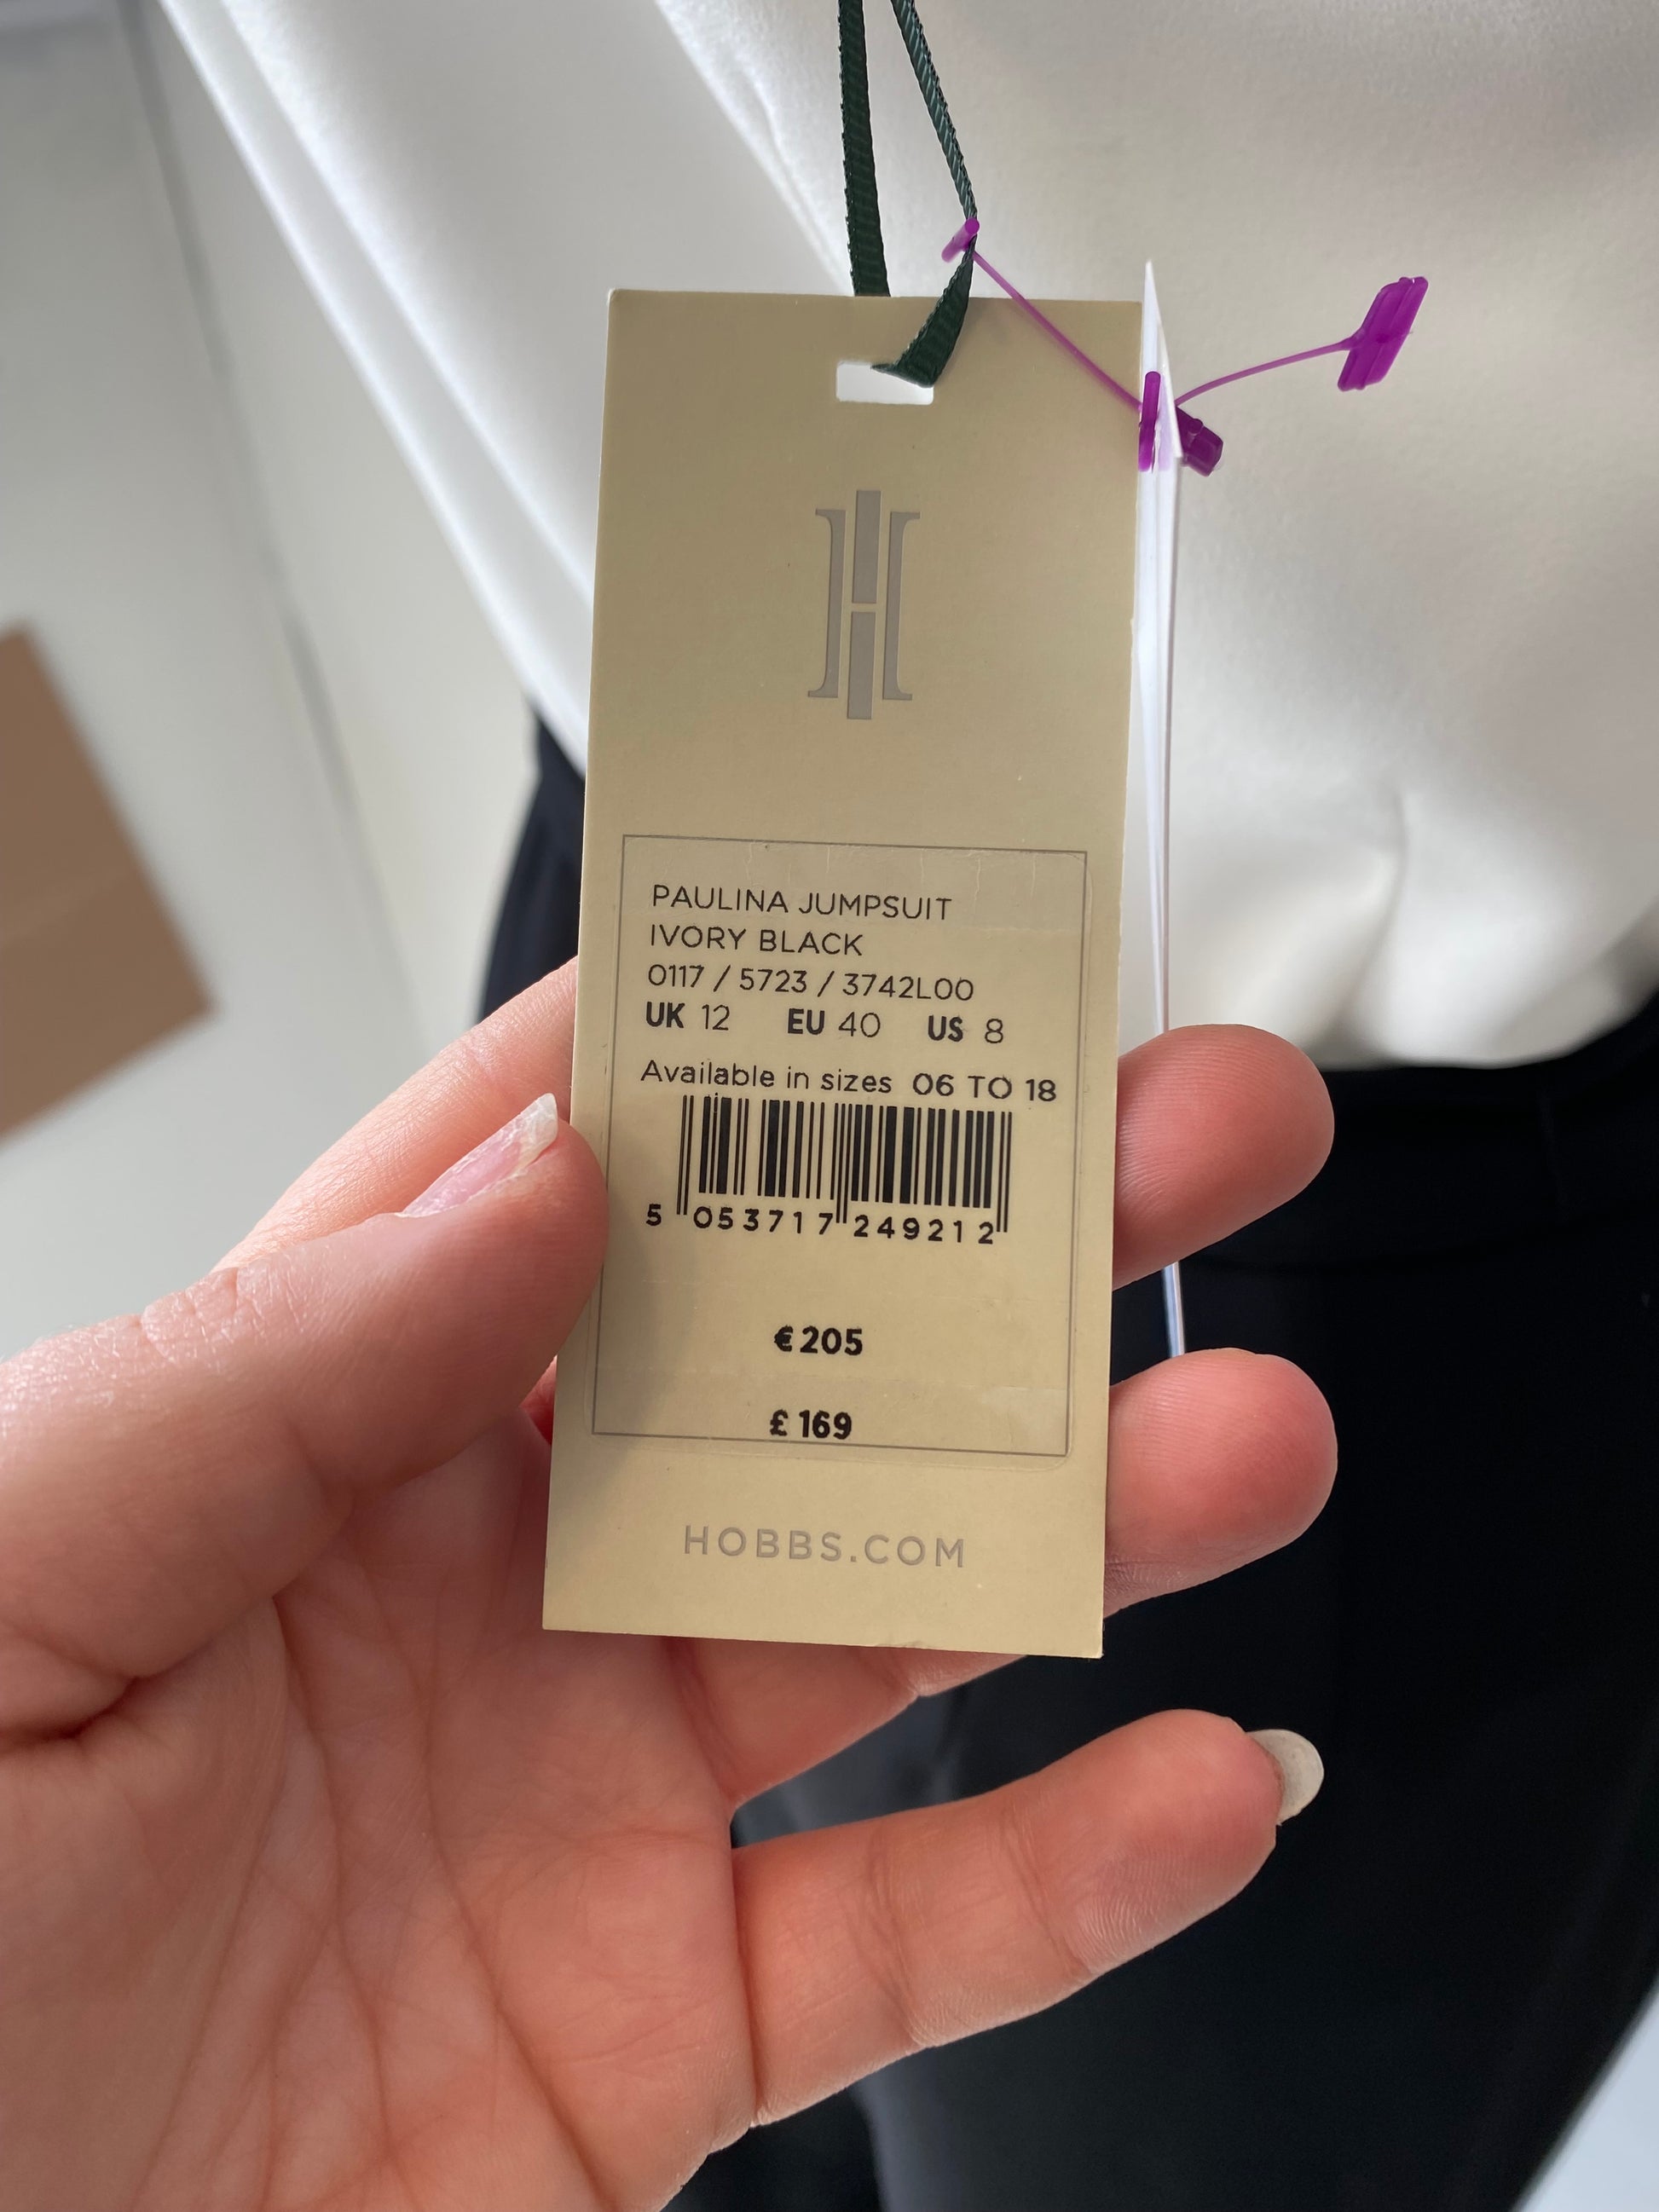 PAULINA JUMPSUIT
IVORY BLACK
0117 / 5723 / 3742L00
UK 12 EU 40 US 8
Available in sizes 06 TO 18
5 053717 249212
€205
£169
HOBBS.COM